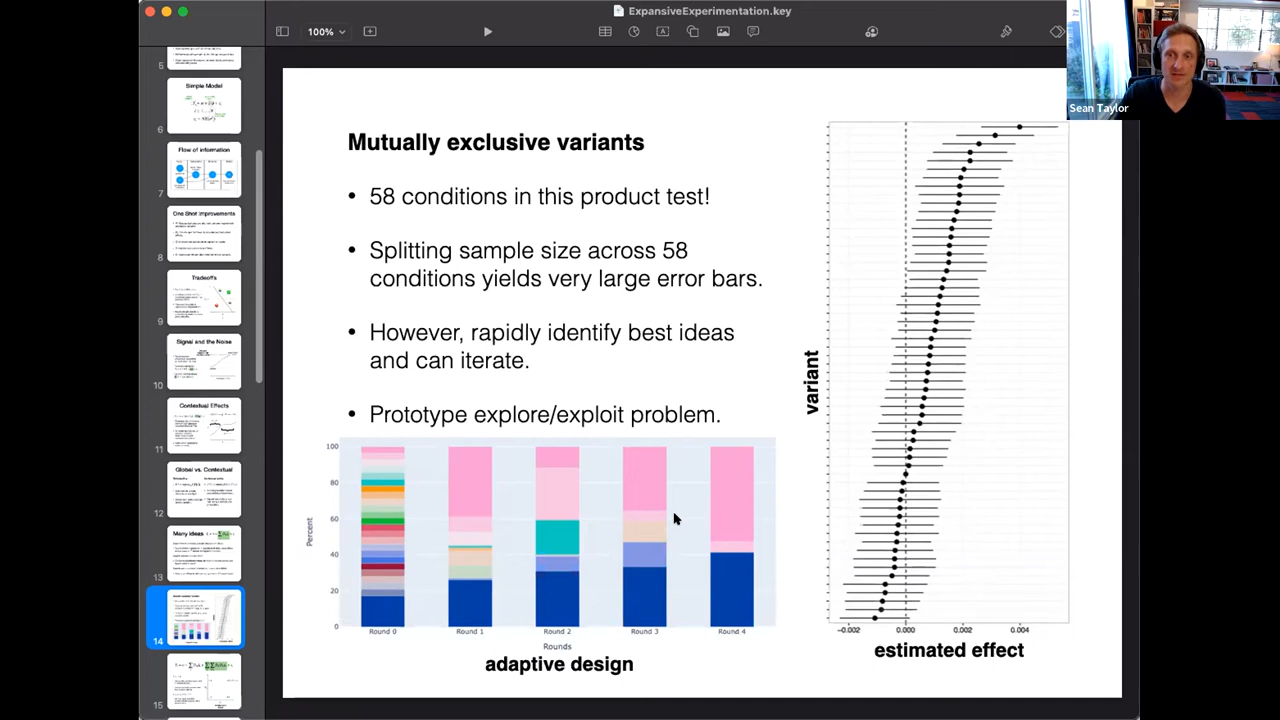 ExpansiveExperimentation.key
100%
Sean Taylor
5
Simple Model
6
Flow of information
7
One Shot Improvements
8
Tradeoffs
9
Signal and the Noise
10
Contextual Effects
11
Global vs. Contextual
12
Many ideas
13
14
15
Mutually exclusive variants
• 58 conditions in this product test!
• Splitting sample size across 58
conditions yields very large error bars.
• However, rapidly identify best ideas
and can iterate.
• Prototype explore/exploit problem
100
80
60
40
20
0
Percent
Round 0
Round 1
Round 2
Round 3
Round 4
Rounds
adaptive design
variant
-0.002
0.000
0.002
0.004
estimated effect